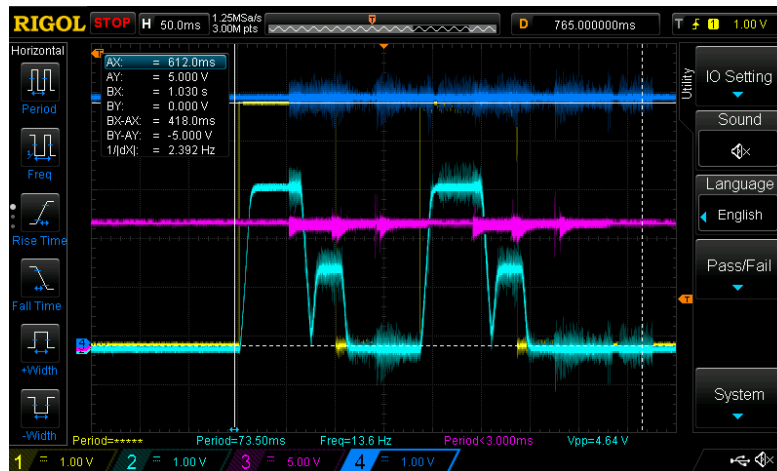 RIGOL STOP H 50.0ms 1.25MSa/s 3.00M pts D 765.000000ms T 1 1.00 V
Horizontal
Period
Freq
Rise Time
Fall Time
+Width
-Width
AX: = 612.0ms
AY: = 5.000 V
BX: = 1.030 s
BY: = 0.000 V
BX-AX: = 418.0ms
BY-AY: = -5.000 V
1/|dX|: = 2.392 Hz
T
T
4
Utility
IO Setting
Sound
Language
English
Pass/Fail
System
Period=***** Period=73.50ms Freq=13.6 Hz Period<3.000ms Vpp=4.64 V
1 = 1.00 V 2 = 1.00 V 3 = 5.00 V 4 = 1.00 V